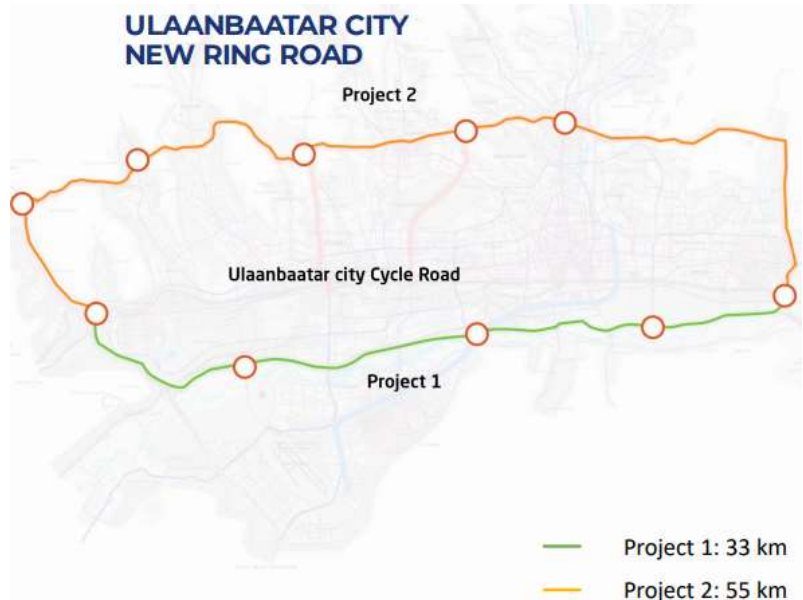 ULAANBAATAR CITY
NEW RING ROAD
Project 2
Ulaanbaatar city Cycle Road
Project 1
Project 1: 33 km
Project 2: 55 km